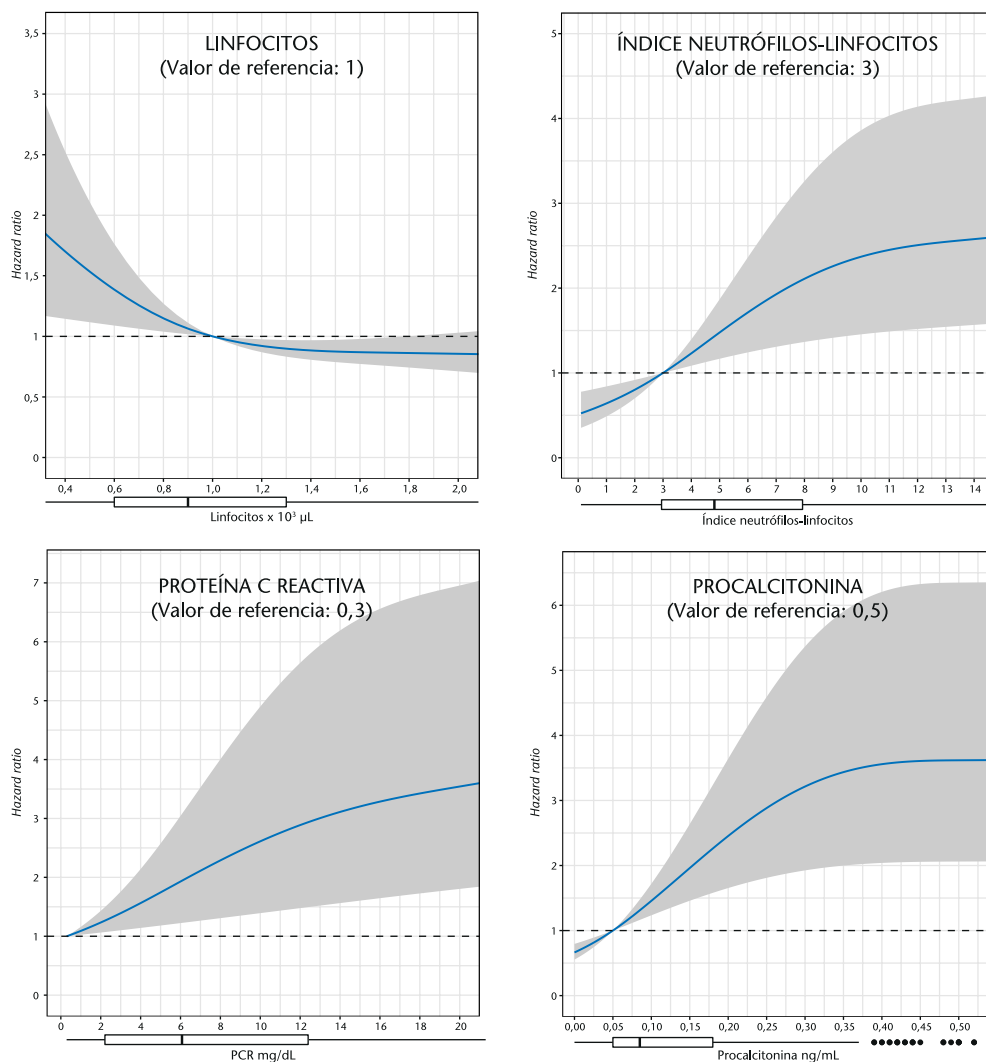 LINFOCITOS
(Valor de referencia: 1)
3,5
3
2,5
2
1,5
1
0,5
0
Hazard ratio
0,4 0,6 0,8 1,0 1,2 1,4 1,6 1,8 2,0
Linfocitos x 10³ µL
ÍNDICE NEUTRÓFILOS-LINFOCITOS
(Valor de referencia: 3)
5
4
3
2
1
0
Hazard ratio
0 1 2 3 4 5 6 7 8 9 10 11 12 13 14
Índice neutrófilos-linfocitos
PROTEÍNA C REACTIVA
(Valor de referencia: 0,3)
7
6
5
4
3
2
1
0
Hazard ratio
0 2 4 6 8 10 12 14 16 18 20
PCR mg/dL
PROCALCITONINA
(Valor de referencia: 0,5)
6
5
4
3
2
1
0
Hazard ratio
0,00 0,05 0,10 0,15 0,20 0,25 0,30 0,35 0,40 0,45 0,50
Procalcitonina ng/mL